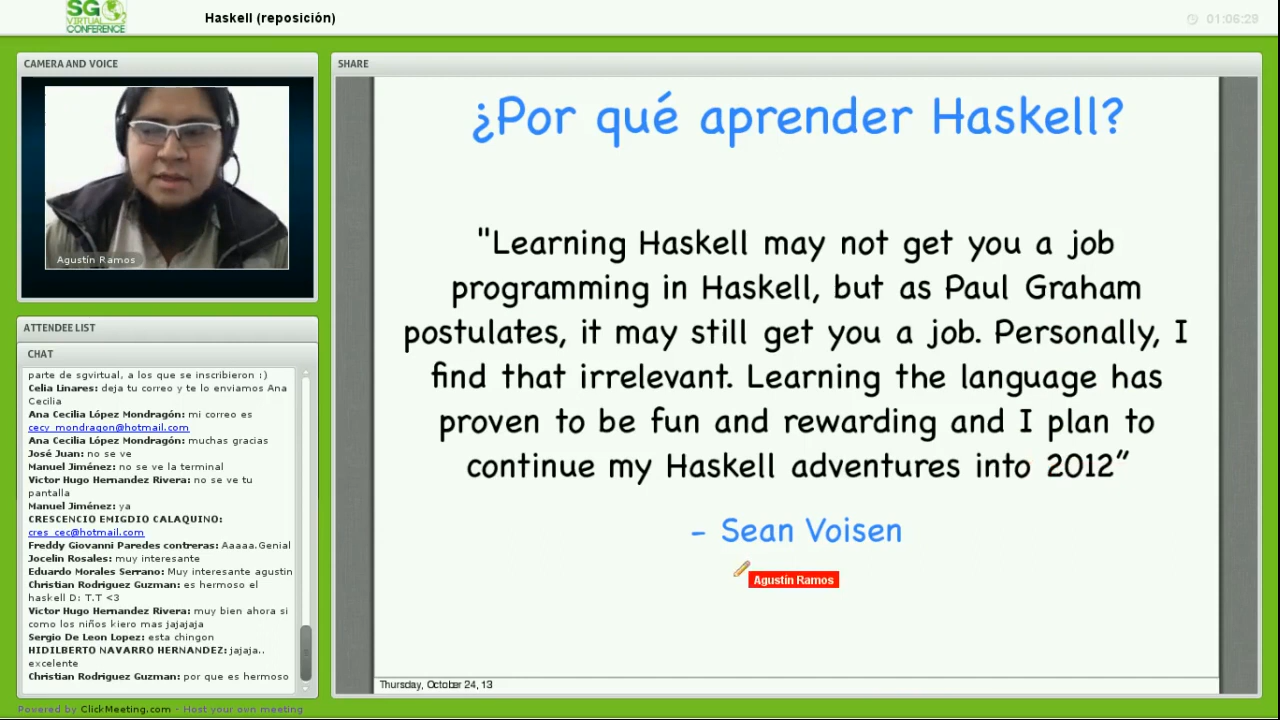 SG
VIRTUAL
CONFERENCE
Haskell (reposición)
01:06:29
CAMERA AND VOICE
Agustín Ramos
ATTENDEE LIST
CHAT
parte de sgvirtual, a los que se inscribieron :)
Celia Linares: deja tu correo y te lo enviamos Ana
Cecilia
Ana Cecilia López Mondragón: mi correo es
cecy_mondragon@hotmail.com
Ana Cecilia López Mondragón: muchas gracias
José Juan: no se ve
Manuel Jiménez: no se ve la terminal
Victor Hugo Hernandez Rivera: no se ve tu
pantalla
Manuel Jiménez: ya
CRESCENCIO EMIGDIO CALAQUINO:
cres_cec@hotmail.com
Freddy Giovanni Paredes contreras: Aaaaa.Genial
Jocelin Rosales: muy interesante
Eduardo Morales Serrano: Muy interesante agustin
Christian Rodriguez Guzman: es hermoso el
haskell D: T.T <3
Victor Hugo Hernandez Rivera: muy bien ahora si
como los niños kiero mas jajajaja
Sergio De Leon Lopez: esta chingon
HIDILBERTO NAVARRO HERNANDEZ: jajaja..
excelente
Christian Rodriguez Guzman: por que es hermoso
SHARE
¿Por qué aprender Haskell?
"Learning Haskell may not get you a job
programming in Haskell, but as Paul Graham
postulates, it may still get you a job. Personally, I
find that irrelevant. Learning the language has
proven to be fun and rewarding and I plan to
continue my Haskell adventures into 2012”
- Sean Voisen
Agustín Ramos
Thursday, October 24, 13
Powered by ClickMeeting.com - Host your own meeting